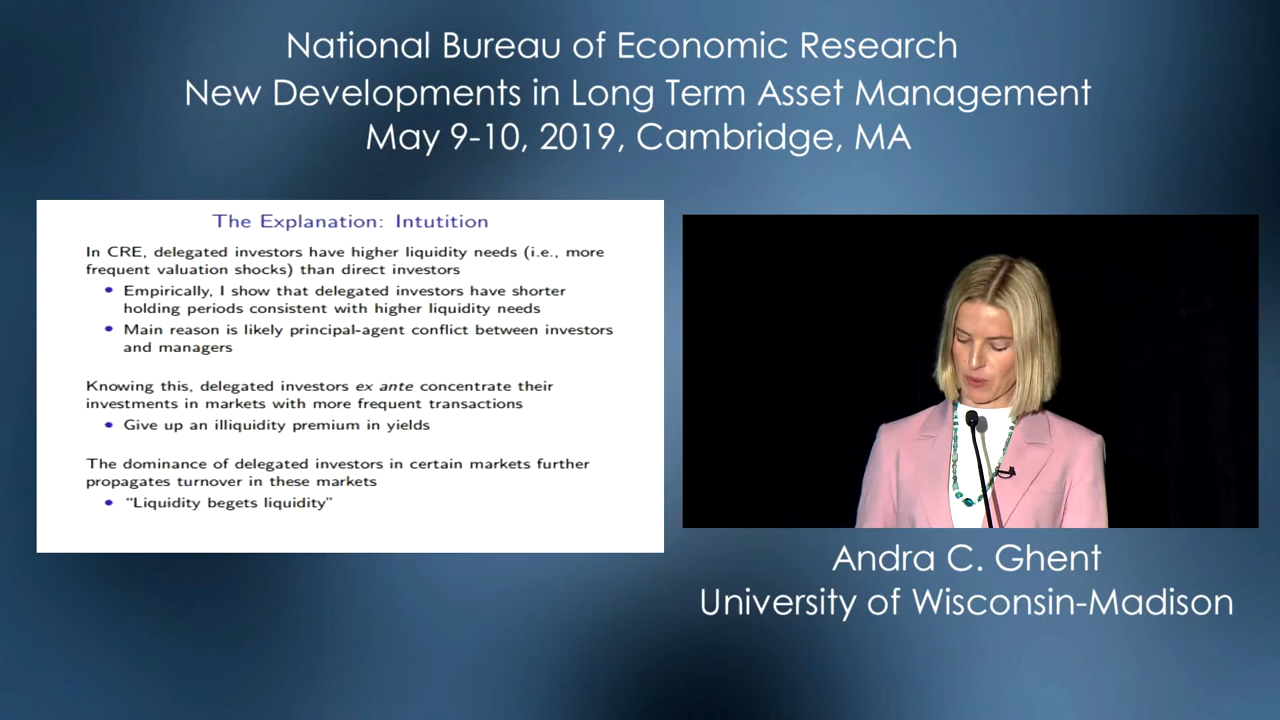 National Bureau of Economic Research
New Developments in Long Term Asset Management
May 9-10, 2019, Cambridge, MA
The Explanation: Intutition
In CRE, delegated investors have higher liquidity needs (i.e., more
frequent valuation shocks) than direct investors
• Empirically, I show that delegated investors have shorter
holding periods consistent with higher liquidity needs
• Main reason is likely principal-agent conflict between investors
and managers
Knowing this, delegated investors ex ante concentrate their
investments in markets with more frequent transactions
• Give up an illiquidity premium in yields
The dominance of delegated investors in certain markets further
propagates turnover in these markets
• “Liquidity begets liquidity”
Andra C. Ghent
University of Wisconsin-Madison